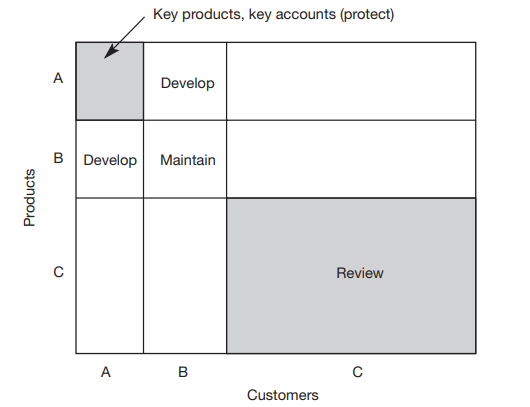 Key products, key accounts (protect)
A
Develop
B
Develop
Maintain
Products
C
Review
A
B
C
Customers